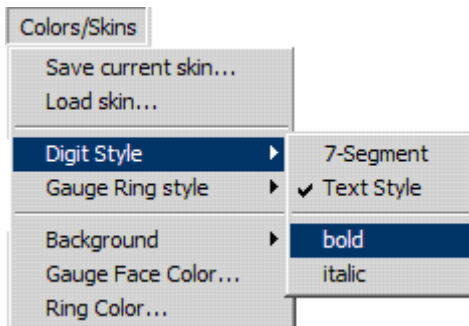 Colors/Skins
Save current skin...
Load skin...
Digit Style
Gauge Ring style
Background
Gauge Face Color...
Ring Color...
7-Segment
Text Style
bold
italic